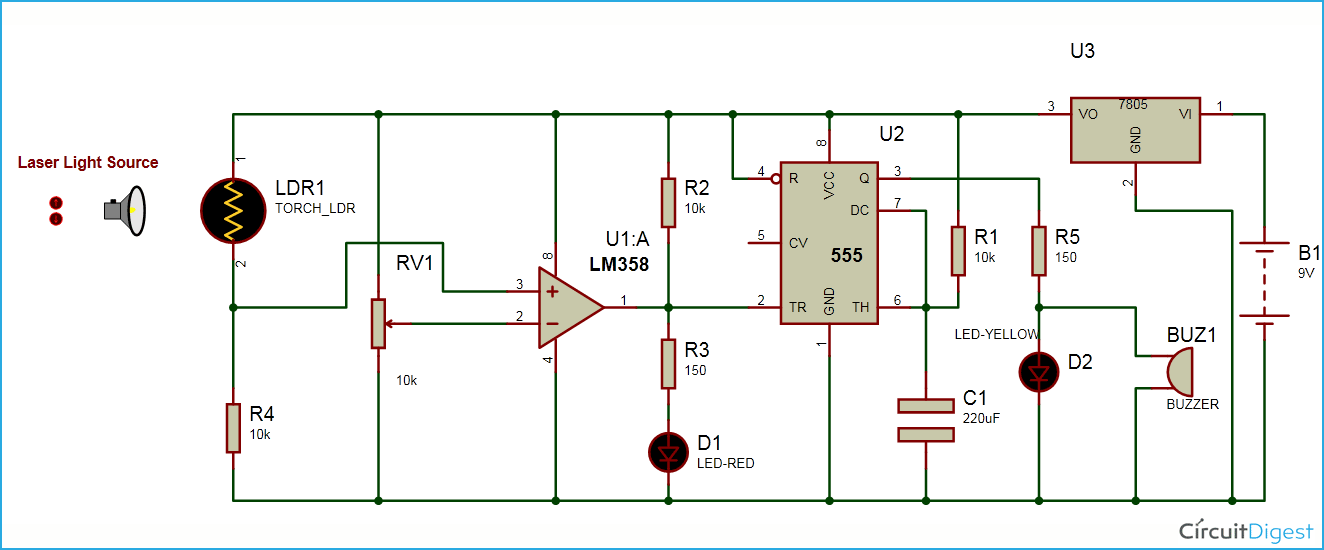 U3
7805
3
VO
VI
1
GND
2
Laser Light Source
1
LDR1
TORCH_LDR
2
RV1
10k
R4
10k
U1:A
LM358
8
3
2
1
4
R2
10k
R3
150
D1
LED-RED
U2
8
4
R
VCC
Q
3
DC
7
5
CV
555
2
TR
GND
TH
6
1
R1
10k
R5
150
C1
220uF
LED-YELLOW
D2
BUZ1
BUZZER
B1
9V
CircuitDigest